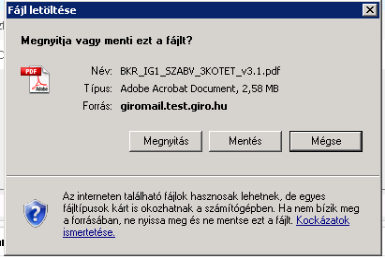 Fájl letöltése
Megnyitja vagy menti ezt a fájlt?
PDF
Név: BKR_IG1_SZABV_3KOTET_v3.1.pdf
Típus: Adobe Acrobat Document, 2,58 MB
Forrás: giromail.test.giro.hu
Megnyitás Mentés Mégse
Az interneten található fájlok hasznosak lehetnek, de egyes
fájltípusok kárt is okozhatnak a számítógépben. Ha nem bízik meg
a forrásában, ne nyissa meg és ne mentse ezt a fájlt. Kockázatok
ismertetése.